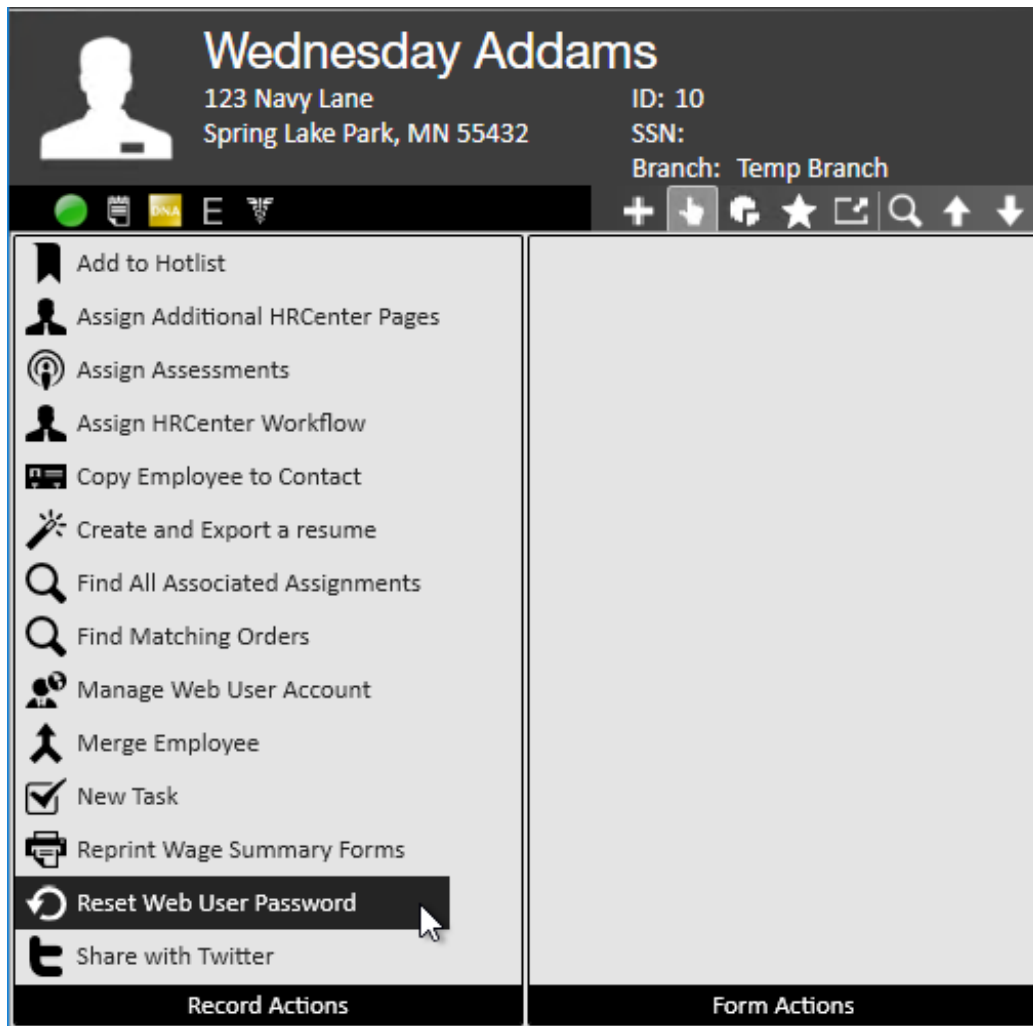 Wednesday Addams
123 Navy Lane
ID: 10
Spring Lake Park, MN 55432
SSN:
Branch: Temp Branch
DNA
E
Add to Hotlist
Assign Additional HRCenter Pages
Assign Assessments
Assign HRCenter Workflow
Copy Employee to Contact
Create and Export a resume
Find All Associated Assignments
Find Matching Orders
Manage Web User Account
Merge Employee
New Task
Reprint Wage Summary Forms
Reset Web User Password
Share with Twitter
Record Actions
Form Actions